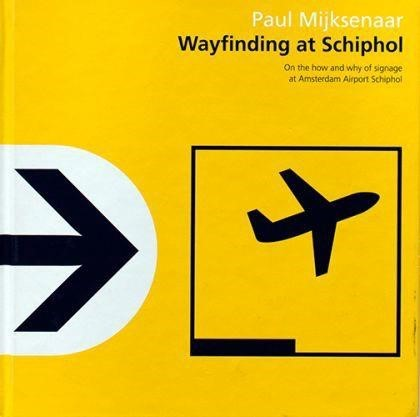 Paul Mijksenaar
Wayfinding at Schiphol
On the how and why of signage
at Amsterdam Airport Schiphol